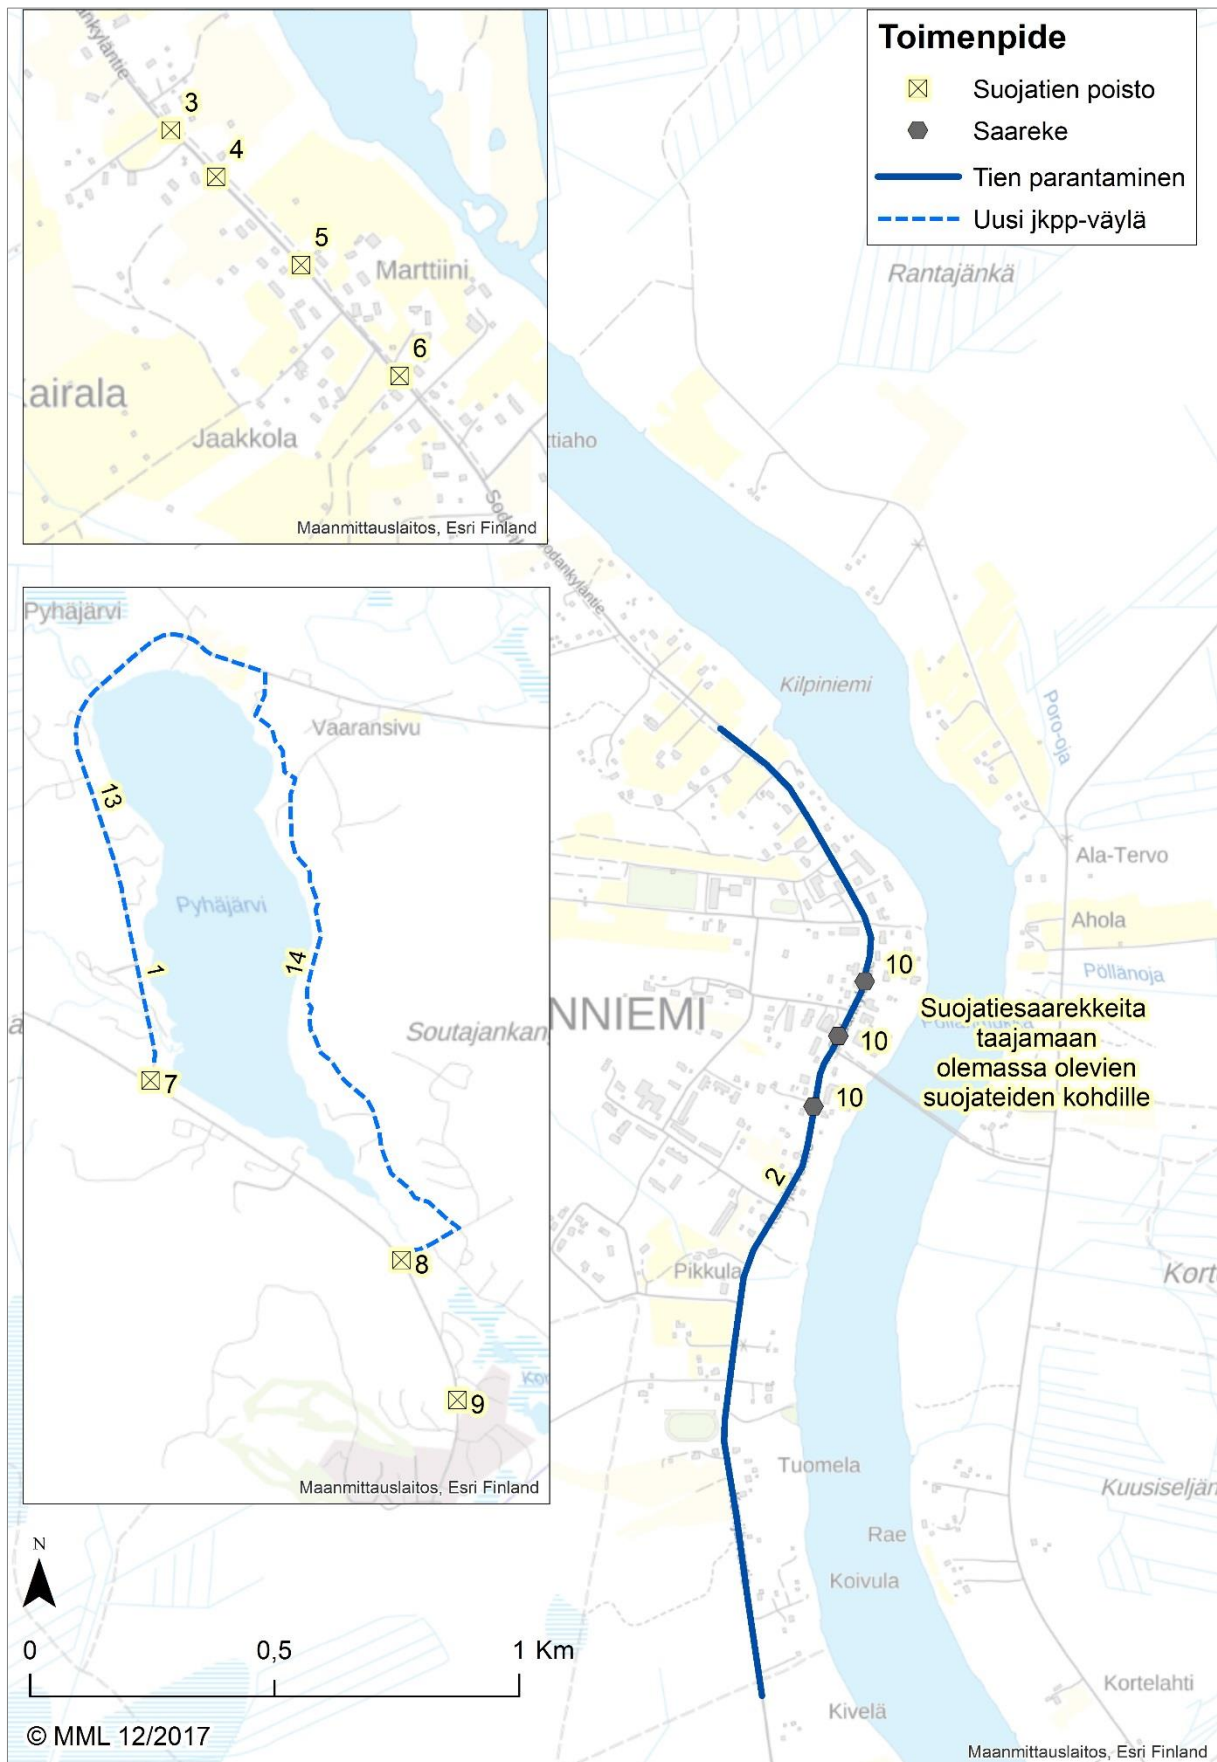 Toimenpide
Suojatien poisto
Saareke
Tien parantaminen
Uusi jkpp-väylä
3
4
5
6
Marttiini
airala
Jaakkola
Maanmittauslaitos, Esri Finland
Rantajänkä
tiaho
odankyläntie
Kilpiniemi
Poro-oja
Ala-Tervo
Ahola
Pöllänoja
Pyhäjärvi
Vaaransivu
13
Pyhäjärvi
1
14
Soutajankan
7
8
9
Maanmittauslaitos, Esri Finland
NNIEMI
10
10
10
Suojatiesaarekkeita
taajamaan
olemassa olevien
suojateiden kohdille
2
Pikkula
Kort
Tuomela
Kuusiseljän
Rae
Koivula
Kortelahti
Kivelä
N
0
0,5
1 Km
© MML 12/2017
Maanmittauslaitos, Esri Finland